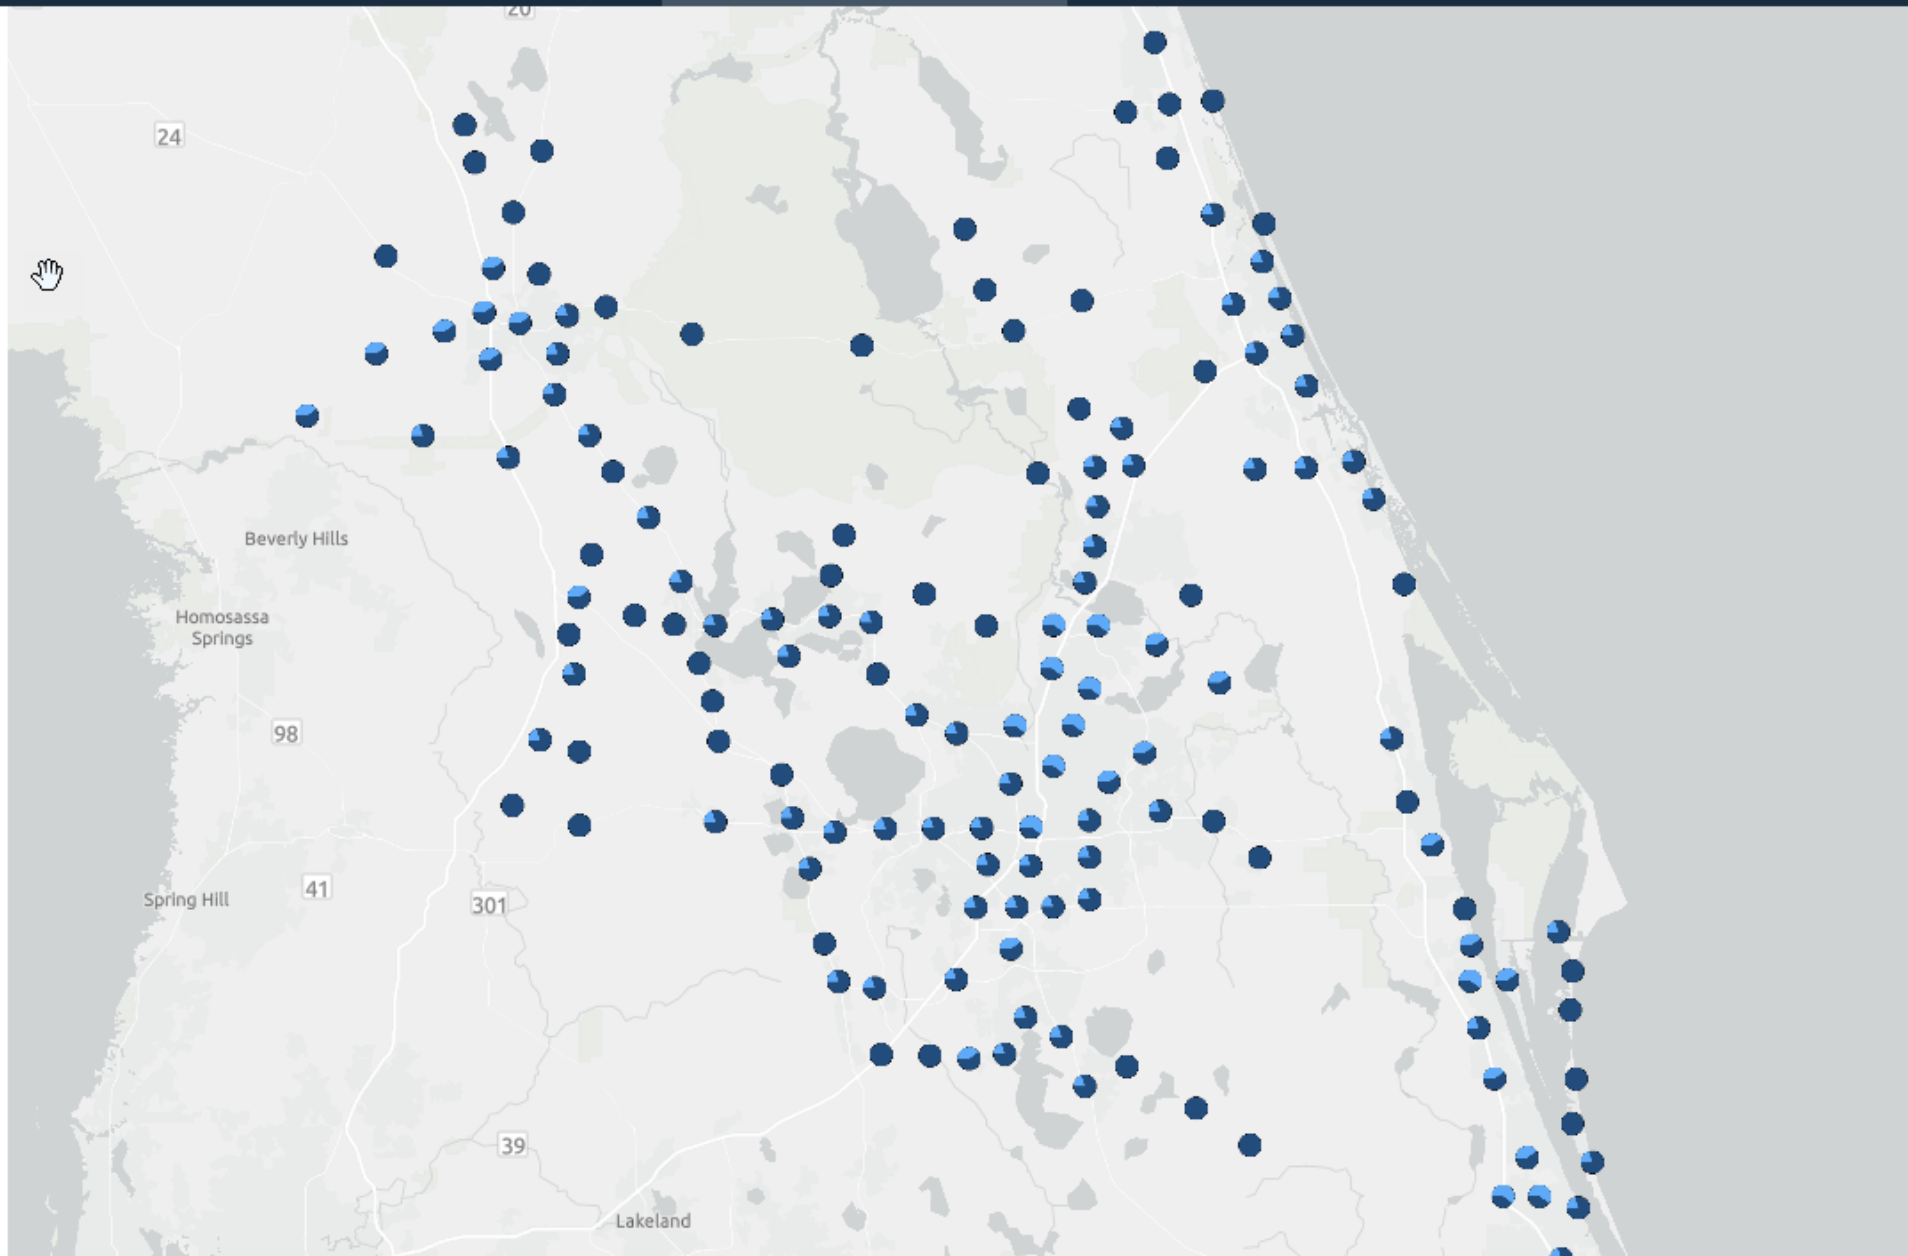 20
24
Beverly Hills
Homosassa
Springs
98
41
Spring Hill
301
39
Lakeland